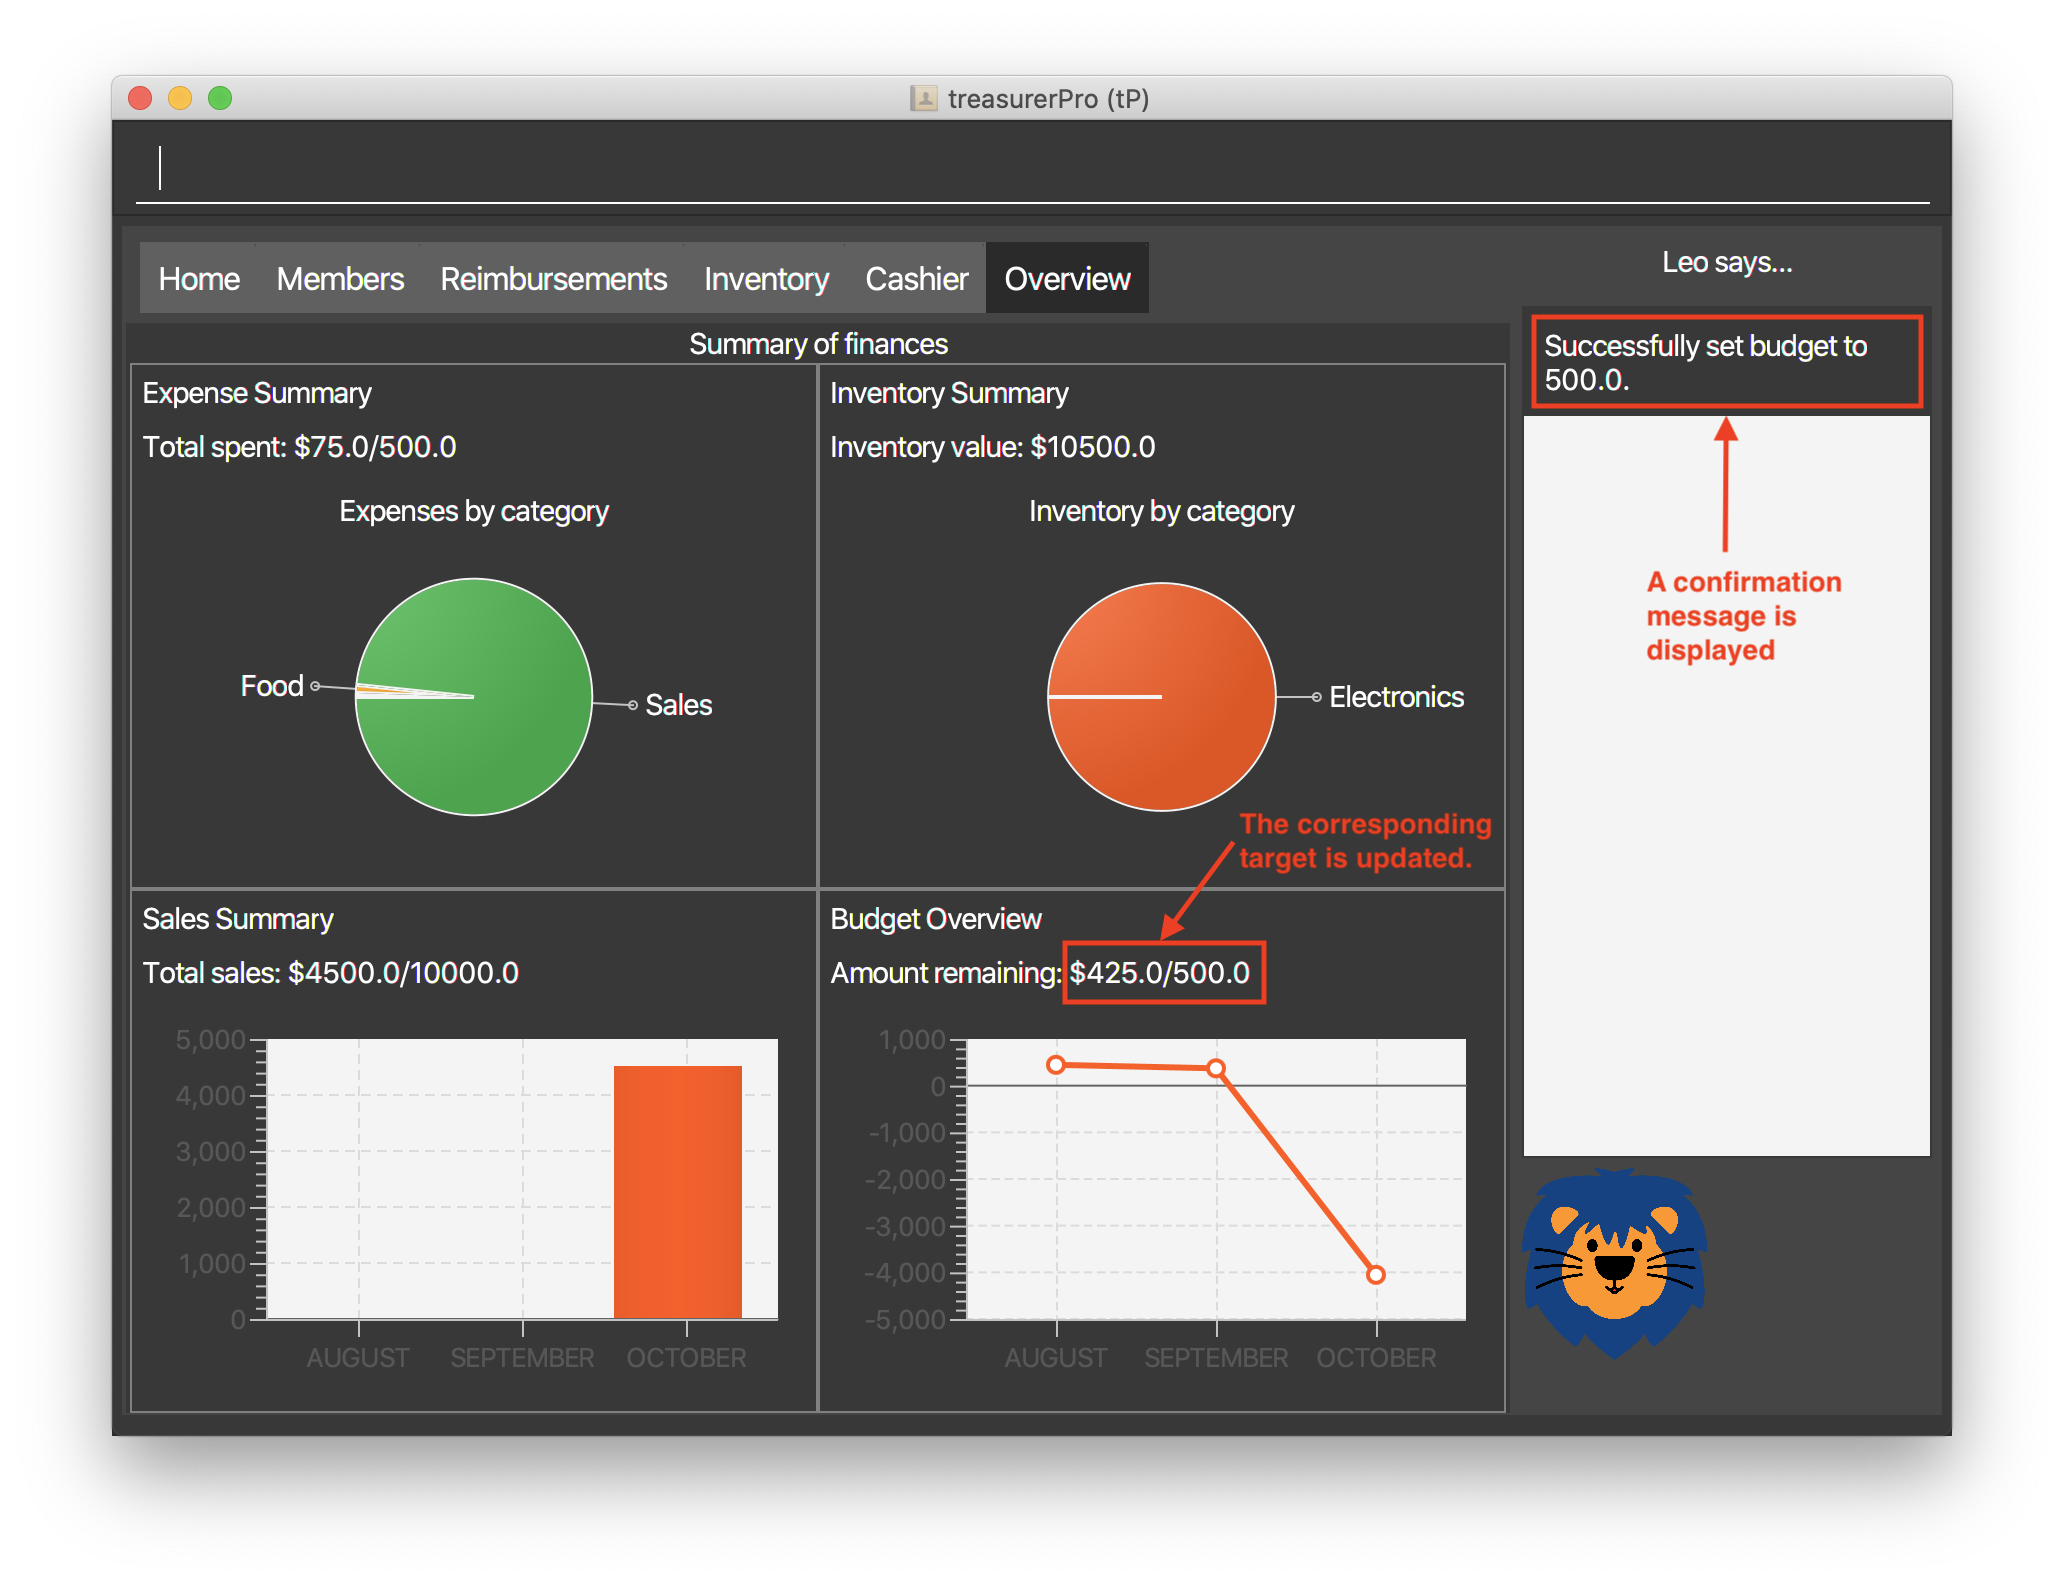 treasurerPro (tP)
Home Members Reimbursements Inventory Cashier Overview
Leo says...
Successfully set budget to
500.0.
A confirmation
message is
displayed
Summary of finances
Expense Summary
Total spent: $75.0/500.0
Expenses by category
Food
Sales
Inventory Summary
Inventory value: $10500.0
Inventory by category
Electronics
The corresponding
target is updated.
Sales Summary
Total sales: $4500.0/10000.0
5,000
4,000
3,000
2,000
1,000
0
AUGUST SEPTEMBER OCTOBER
Budget Overview
Amount remaining: $425.0/500.0
1,000
0
-1,000
-2,000
-3,000
-4,000
-5,000
AUGUST SEPTEMBER OCTOBER